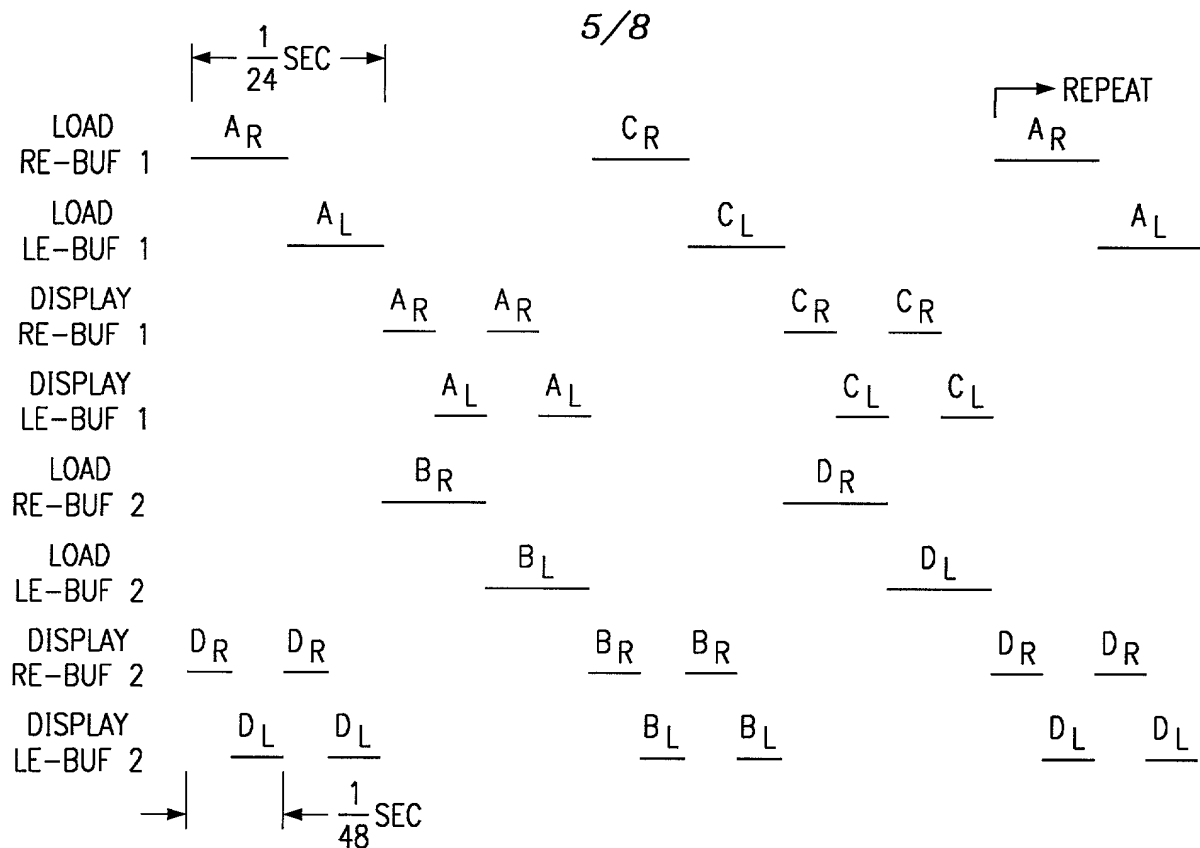 5/8
1/24 SEC
REPEAT
LOAD RE-BUF 1
A_R C_R A_R
LOAD LE-BUF 1
A_L C_L A_L
DISPLAY RE-BUF 1
A_R A_R C_R C_R
DISPLAY LE-BUF 1
A_L A_L C_L C_L
LOAD RE-BUF 2
B_R D_R
LOAD LE-BUF 2
B_L D_L
DISPLAY RE-BUF 2
D_R D_R B_R B_R D_R D_R
DISPLAY LE-BUF 2
D_L D_L B_L B_L D_L D_L
1/48 SEC